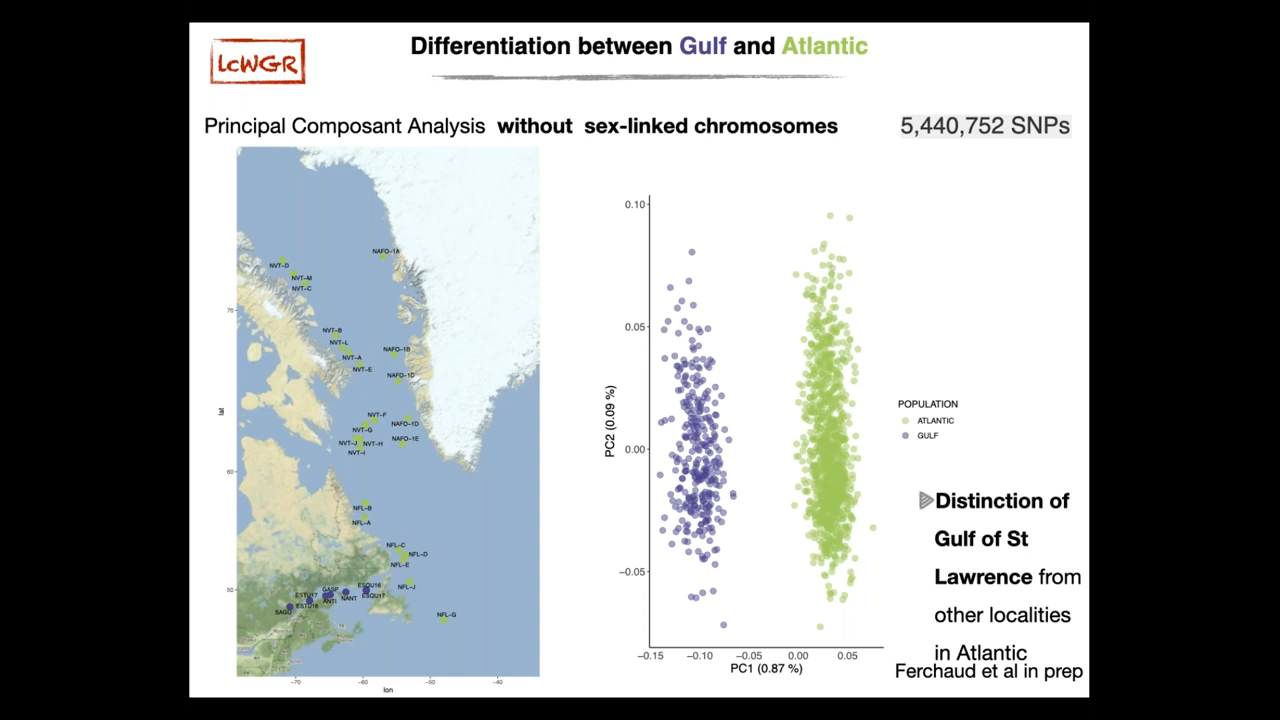 LcWGR
Differentiation between Gulf and Atlantic
Principal Composant Analysis without sex-linked chromosomes
5,440,752 SNPs
NAFO-1A
NVT-D
NVT-M
NVT-C
70
NVT-B
NVT-L
NVT-A
NVT-E
NAFO-1B
NAFO-1C
lat
NVT-F
NVT-G
NAFO-1D
NVT-J
NVT-H
NAFO-1E
NVT-I
60
NFL-B
NFL-A
NFL-C
NFL-D
NFL-E
NFL-J
50
ESQU16
GASP
ESTU17
ANTI
NANT
ESQU17
ESTU18
SAGU
NFL-G
-70
-60
-50
-40
lon
0.10
0.05
0.00
-0.05
PC2 (0.09 %)
-0.15
-0.10
-0.05
0.00
0.05
PC1 (0.87 %)
POPULATION
ATLANTIC
GULF
Distinction of
Gulf of St
Lawrence from
other localities
in Atlantic
Ferchaud et al in prep